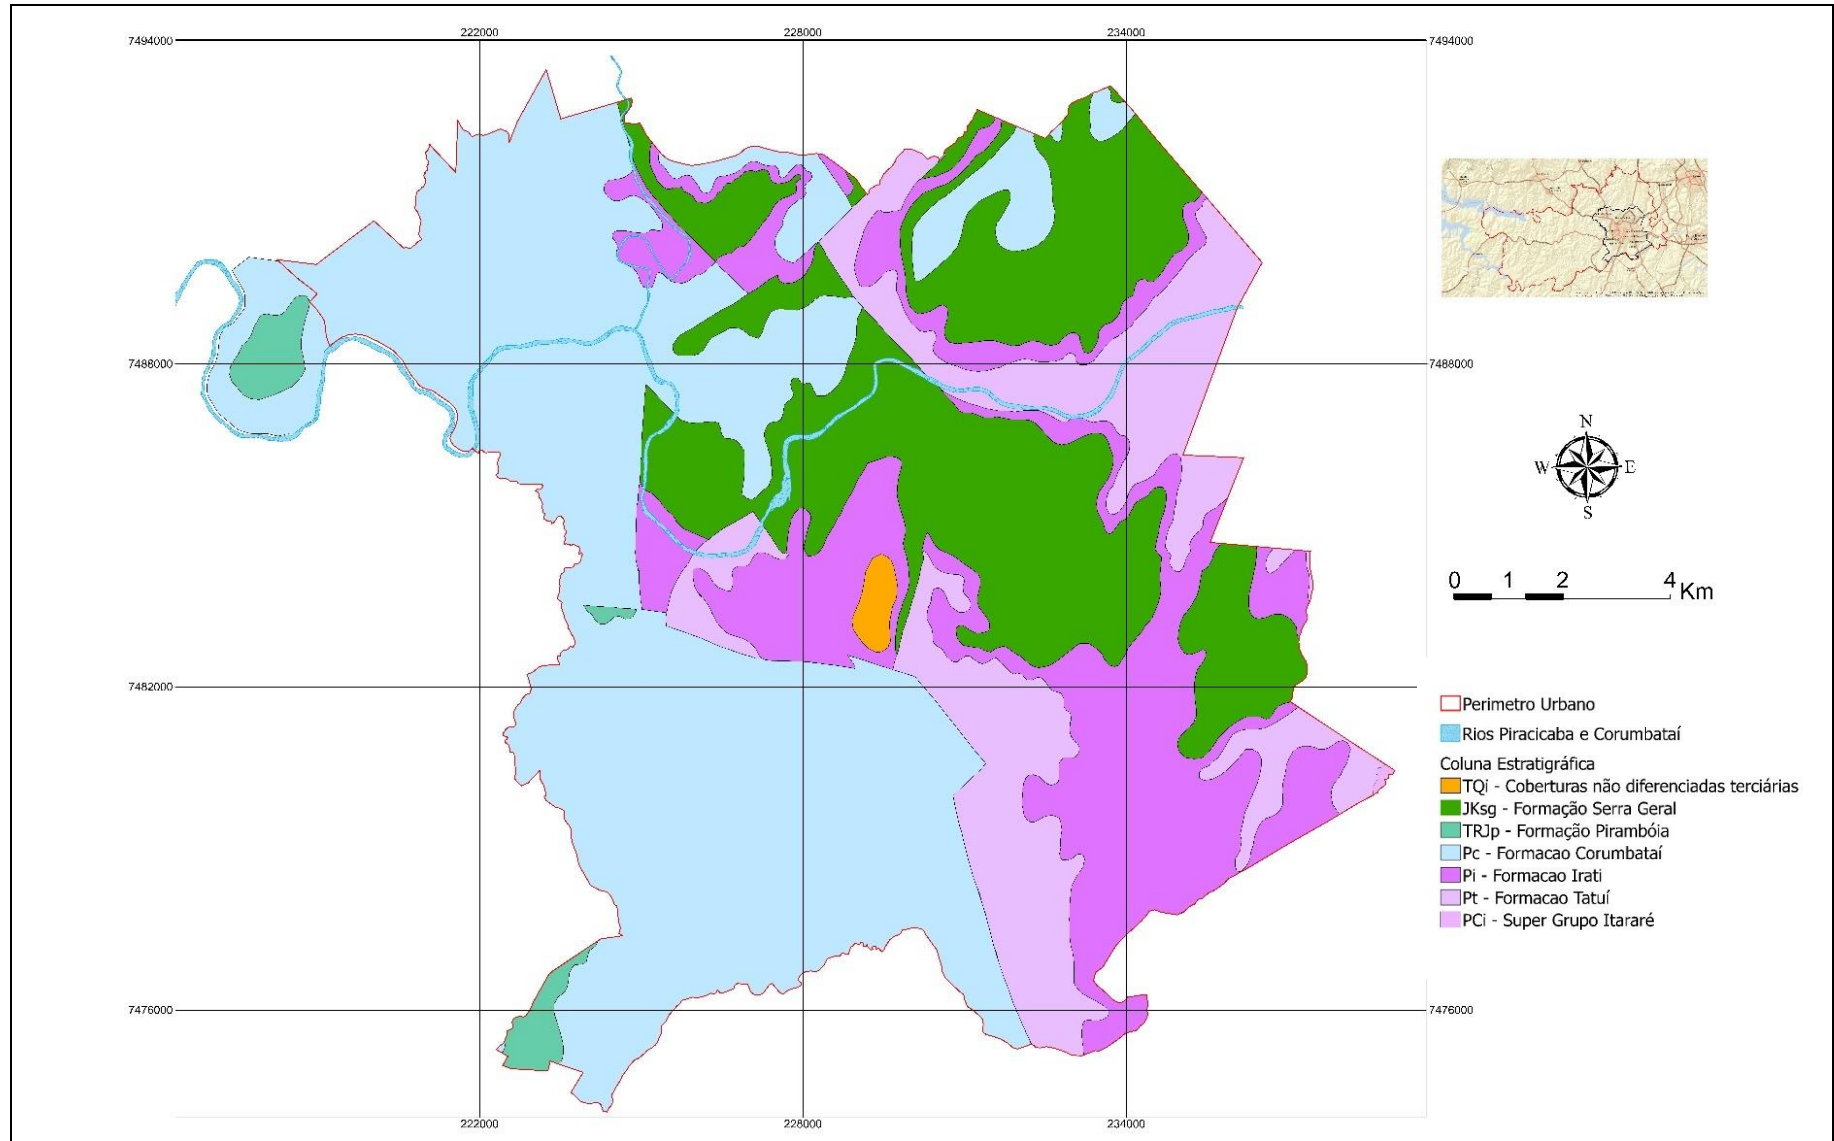 222000 228000 234000
7494000 7494000
7488000 7488000
N
W E
S
0 1 2 4 Km
7482000
Perimetro Urbano
Rios Piracicaba e Corumbataí
Coluna Estratigráfica
TQi - Coberturas não diferenciadas terciárias
JKsg - Formação Serra Geral
TRJp - Formação Pirambóia
Pc - Formacao Corumbataí
Pi - Formacao Irati
Pt - Formacao Tatuí
PCi - Super Grupo Itararé
7476000 7476000
222000 228000 234000